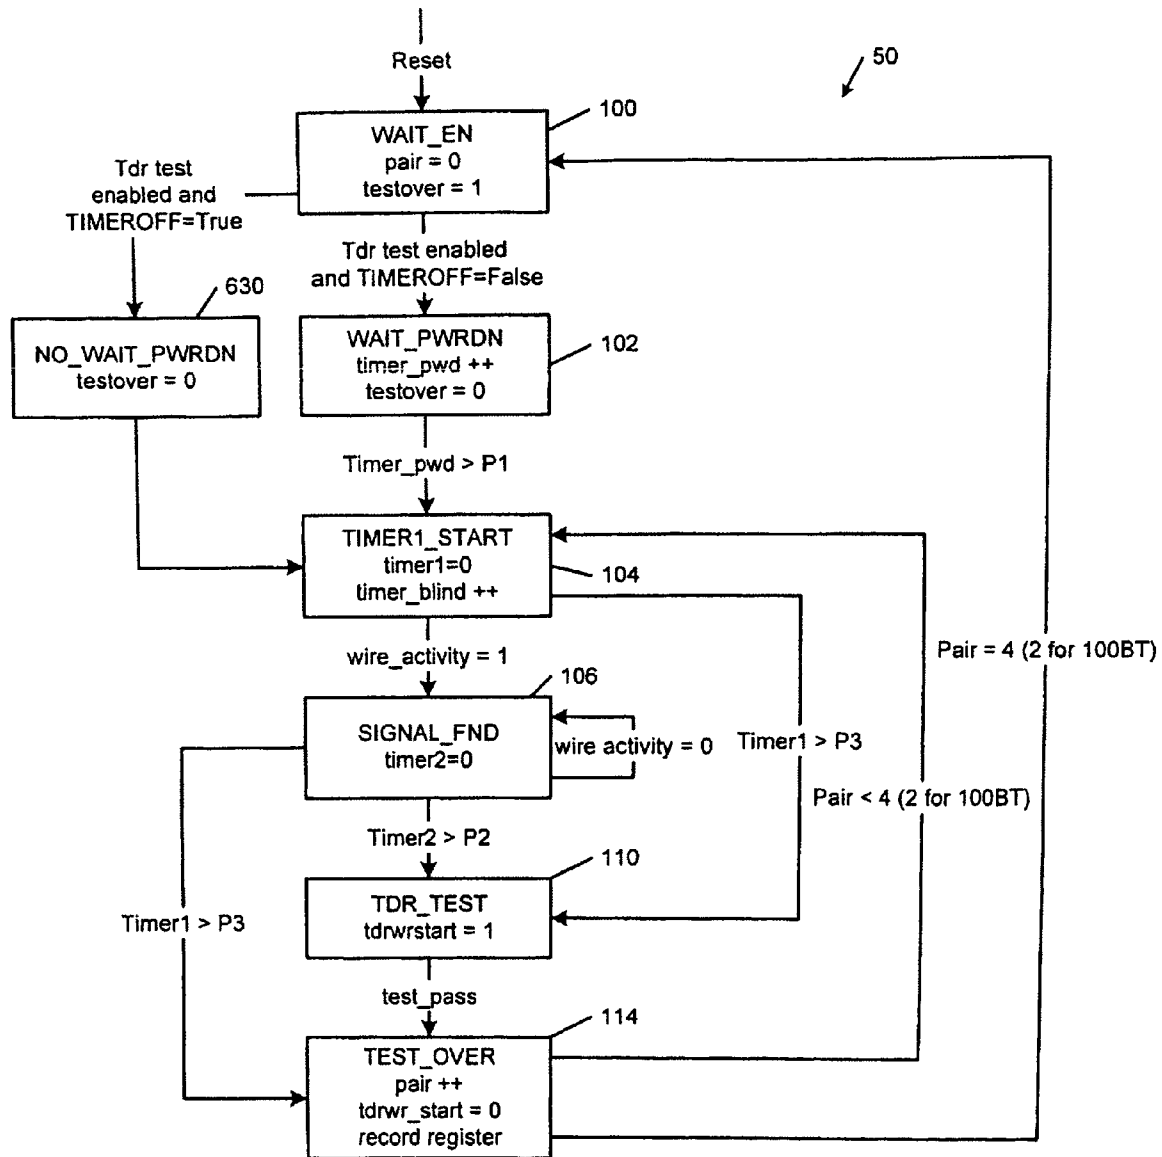 Reset
50
100
WAIT_EN
pair = 0
testover = 1
Tdr test
enabled and
TIMEROFF=True
Tdr test enabled
and TIMEROFF=False
630
NO_WAIT_PWRDN
testover = 0
WAIT_PWRDN
timer_pwd ++
testover = 0
102
Timer_pwd > P1
TIMER1_START
timer1=0
timer_blind ++
104
wire_activity = 1
106
SIGNAL_FND
timer2=0
wire activity = 0
Timer1 > P3
Pair = 4 (2 for 100BT)
Pair < 4 (2 for 100BT)
Timer2 > P2
110
TDR_TEST
tdrwrstart = 1
Timer1 > P3
test_pass
114
TEST_OVER
pair ++
tdrwr_start = 0
record register